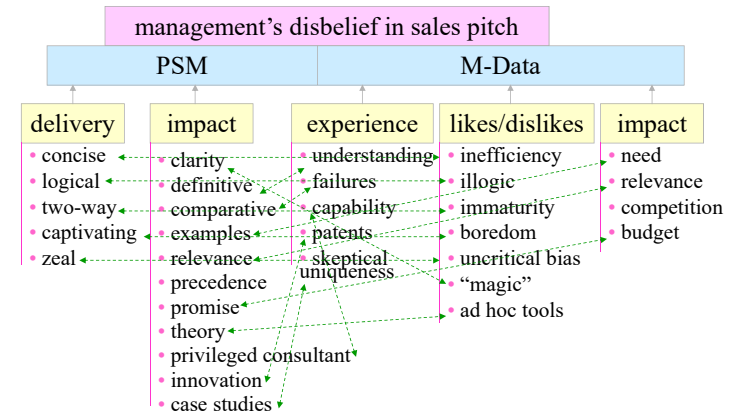 management’s disbelief in sales pitch
PSM
M-Data
delivery
concise
logical
two-way
captivating
zeal
impact
clarity
definitive
comparative
examples
relevance
precedence
promise
theory
privileged consultant
innovation
case studies
experience
understanding
failures
capability
patents
skeptical
uniqueness
likes/dislikes
inefficiency
illogic
immaturity
boredom
uncritical bias
“magic”
ad hoc tools
impact
need
relevance
competition
budget